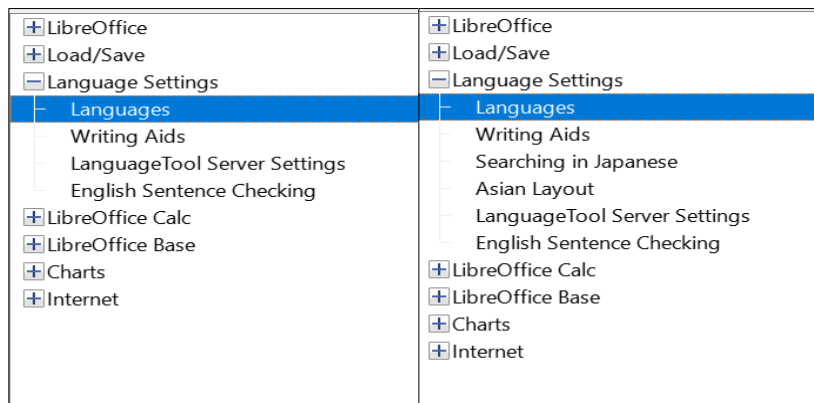 LibreOffice
Load/Save
Language Settings
Languages
Writing Aids
LanguageTool Server Settings
English Sentence Checking
LibreOffice Calc
LibreOffice Base
Charts
Internet
LibreOffice
Load/Save
Language Settings
Languages
Writing Aids
Searching in Japanese
Asian Layout
LanguageTool Server Settings
English Sentence Checking
LibreOffice Calc
LibreOffice Base
Charts
Internet